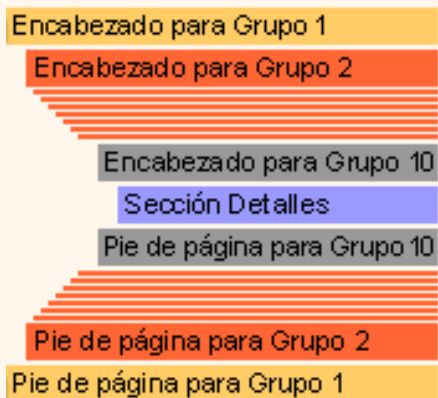 Encabezado para Grupo 1
Encabezado para Grupo 2
Encabezado para Grupo 10
Sección Detalles
Pie de página para Grupo 10
Pie de página para Grupo 2
Pie de página para Grupo 1